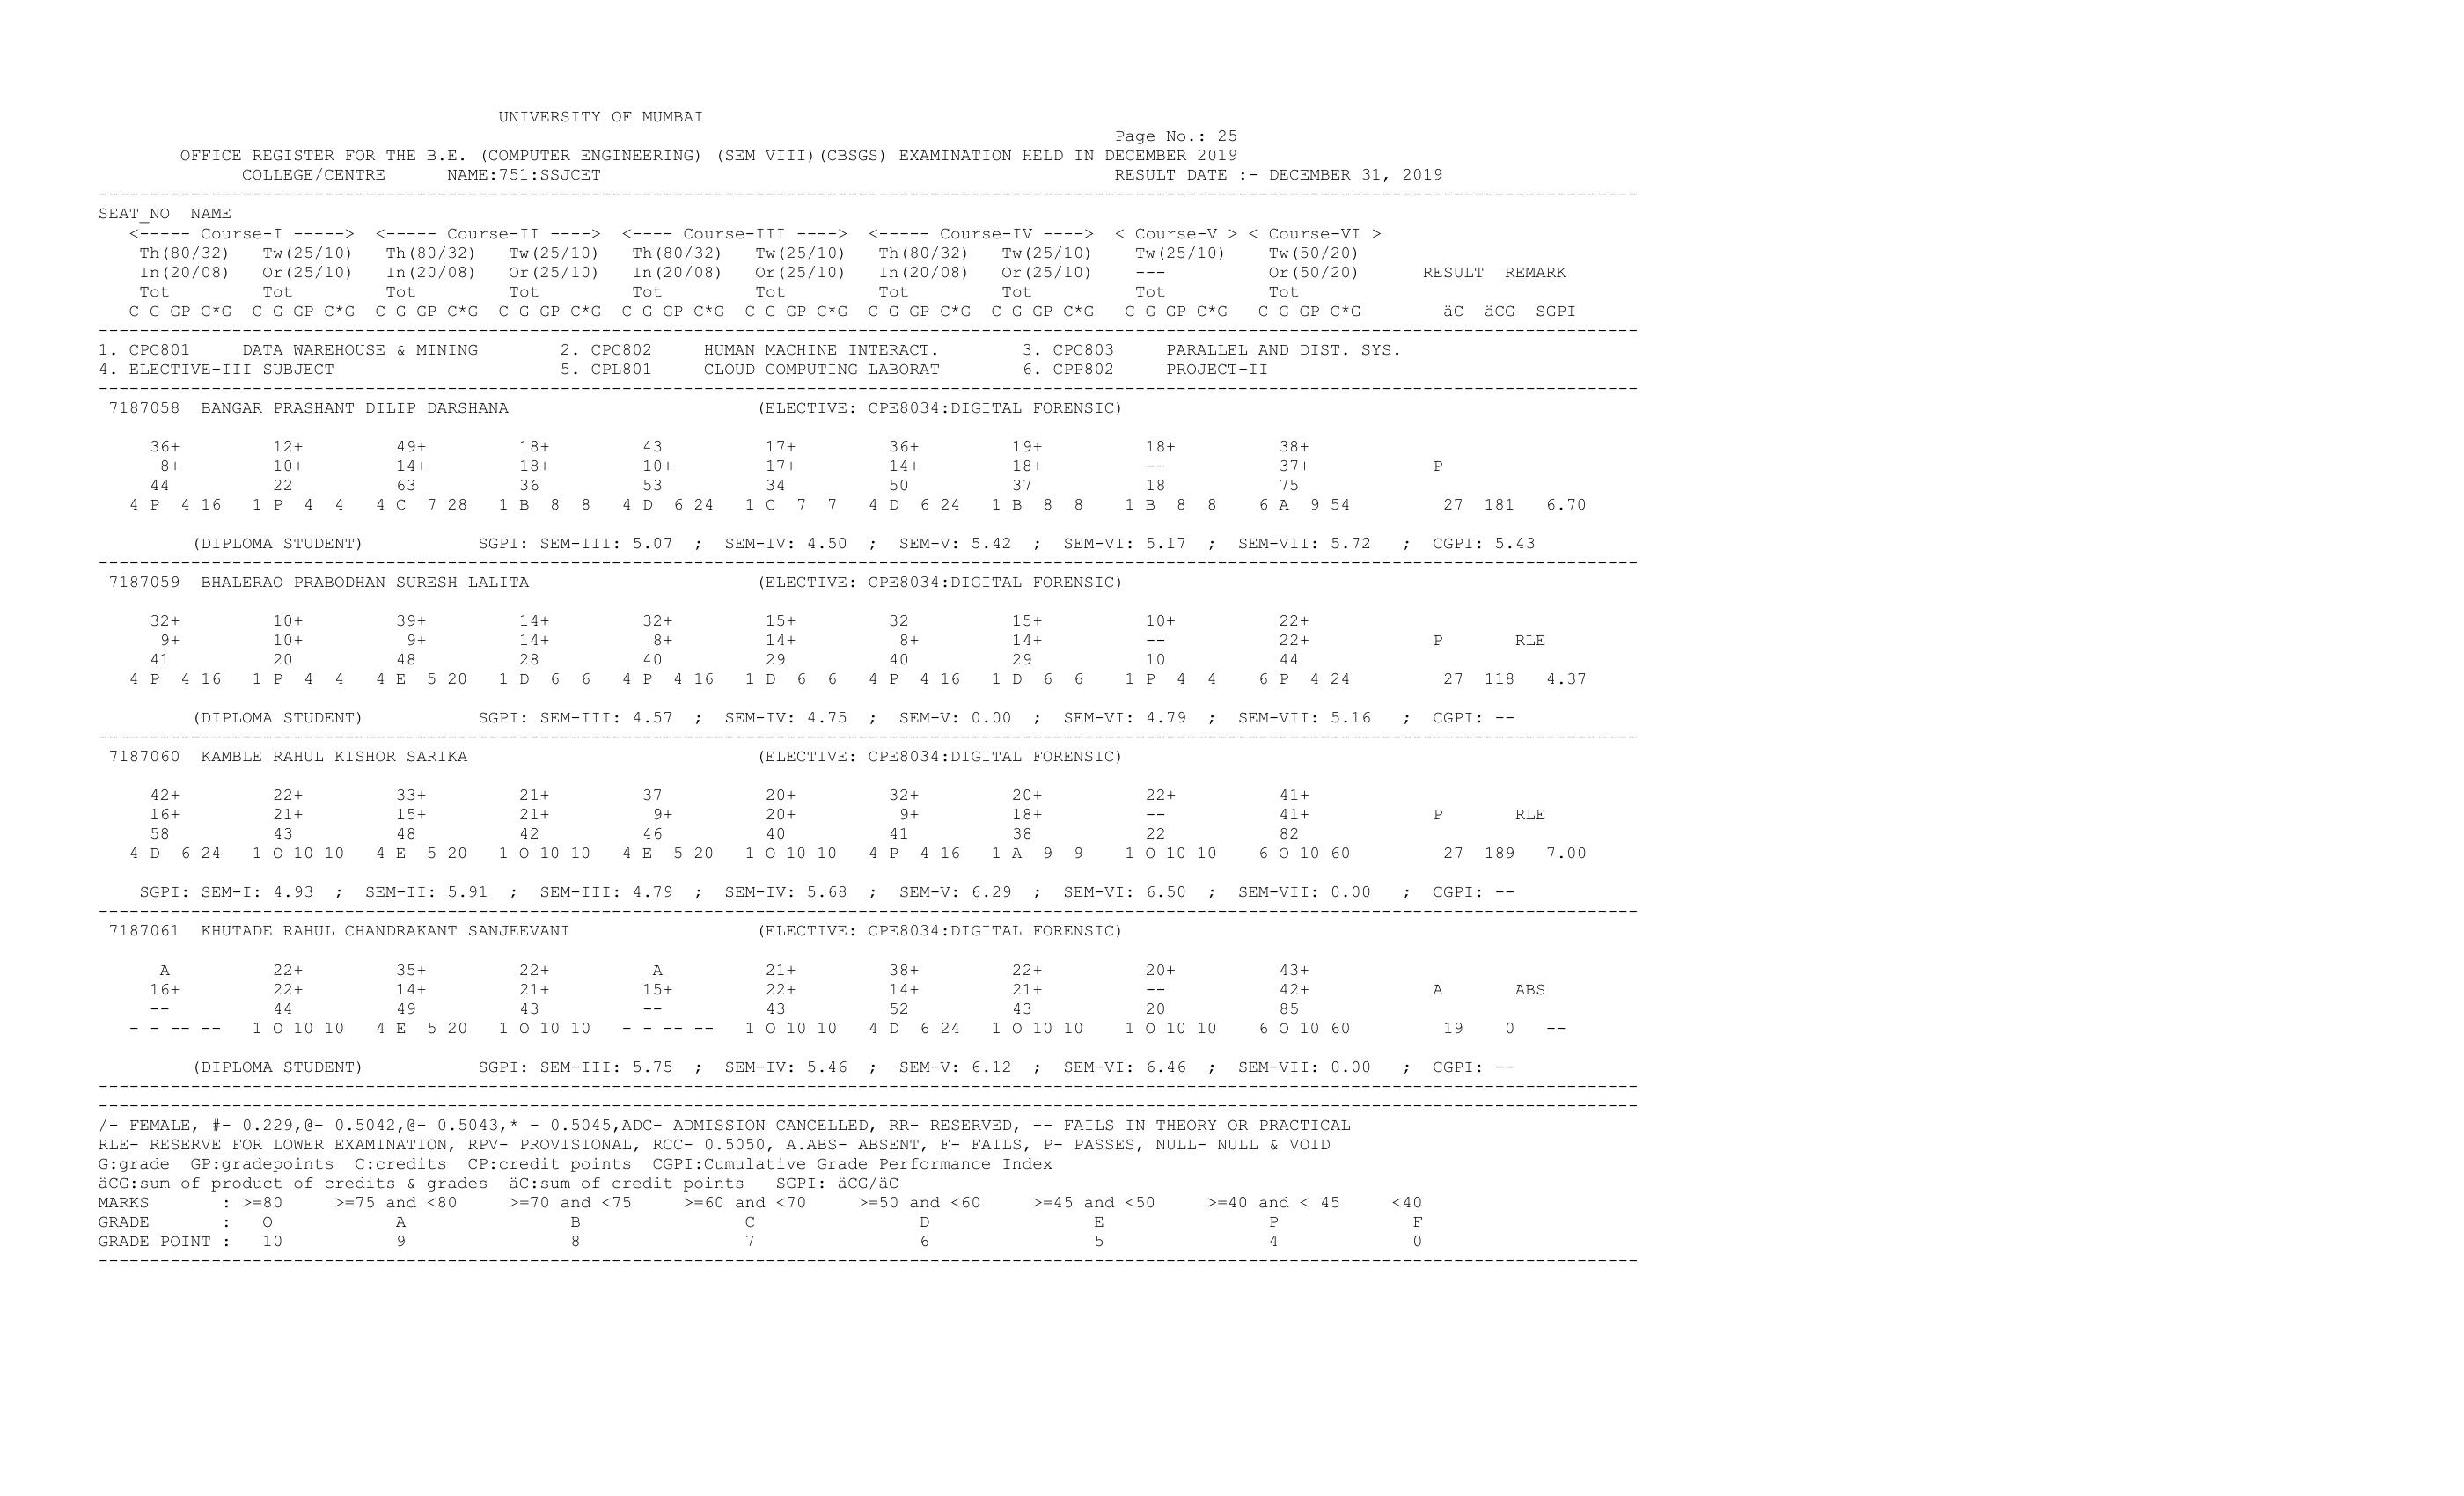 UNIVERSITY OF MUMBAI
Page No.: 25
OFFICE REGISTER FOR THE B.E. (COMPUTER ENGINEERING) (SEM VIII)(CBSGS) EXAMINATION HELD IN DECEMBER 2019
COLLEGE/CENTRE NAME:751:SSJCET RESULT DATE :- DECEMBER 31, 2019
SEAT_NO NAME
<----- Course-I -----> <----- Course-II ----> <---- Course-III ----> <----- Course-IV ----> < Course-V > < Course-VI >
Th(80/32) Tw(25/10) Th(80/32) Tw(25/10) Th(80/32) Tw(25/10) Th(80/32) Tw(25/10) Tw(25/10) Tw(50/20)
In(20/08) Or(25/10) In(20/08) Or(25/10) In(20/08) Or(25/10) In(20/08) Or(25/10) --- Or(50/20) RESULT REMARK
Tot Tot Tot Tot Tot Tot Tot Tot Tot Tot
C G GP C*G C G GP C*G C G GP C*G C G GP C*G C G GP C*G C G GP C*G C G GP C*G C G GP C*G C G GP C*G C G GP C*G äC äCG SGPI
1. CPC801 DATA WAREHOUSE & MINING 2. CPC802 HUMAN MACHINE INTERACT. 3. CPC803 PARALLEL AND DIST. SYS.
4. ELECTIVE-III SUBJECT 5. CPL801 CLOUD COMPUTING LABORAT 6. CPP802 PROJECT-II
7187058 BANGAR PRASHANT DILIP DARSHANA (ELECTIVE: CPE8034:DIGITAL FORENSIC)
36+ 12+ 49+ 18+ 43 17+ 36+ 19+ 18+ 38+
8+ 10+ 14+ 18+ 10+ 17+ 14+ 18+ -- 37+ P
44 22 63 36 53 34 50 37 18 75
4 P 4 16 1 P 4 4 4 C 7 28 1 B 8 8 4 D 6 24 1 C 7 7 4 D 6 24 1 B 8 8 1 B 8 8 6 A 9 54 27 181 6.70
(DIPLOMA STUDENT) SGPI: SEM-III: 5.07 ; SEM-IV: 4.50 ; SEM-V: 5.42 ; SEM-VI: 5.17 ; SEM-VII: 5.72 ; CGPI: 5.43
7187059 BHALERAO PRABODHAN SURESH LALITA (ELECTIVE: CPE8034:DIGITAL FORENSIC)
32+ 10+ 39+ 14+ 32+ 15+ 32 15+ 10+ 22+
9+ 10+ 9+ 14+ 8+ 14+ 8+ 14+ -- 22+ P RLE
41 20 48 28 40 29 40 29 10 44
4 P 4 16 1 P 4 4 4 E 5 20 1 D 6 6 4 P 4 16 1 D 6 6 4 P 4 16 1 D 6 6 1 P 4 4 6 P 4 24 27 118 4.37
(DIPLOMA STUDENT) SGPI: SEM-III: 4.57 ; SEM-IV: 4.75 ; SEM-V: 0.00 ; SEM-VI: 4.79 ; SEM-VII: 5.16 ; CGPI: --
7187060 KAMBLE RAHUL KISHOR SARIKA (ELECTIVE: CPE8034:DIGITAL FORENSIC)
42+ 22+ 33+ 21+ 37 20+ 32+ 20+ 22+ 41+
16+ 21+ 15+ 21+ 9+ 20+ 9+ 18+ -- 41+ P RLE
58 43 48 42 46 40 41 38 22 82
4 D 6 24 1 O 10 10 4 E 5 20 1 O 10 10 4 E 5 20 1 O 10 10 4 P 4 16 1 A 9 9 1 O 10 10 6 O 10 60 27 189 7.00
SGPI: SEM-I: 4.93 ; SEM-II: 5.91 ; SEM-III: 4.79 ; SEM-IV: 5.68 ; SEM-V: 6.29 ; SEM-VI: 6.50 ; SEM-VII: 0.00 ; CGPI: --
7187061 KHUTADE RAHUL CHANDRAKANT SANJEEVANI (ELECTIVE: CPE8034:DIGITAL FORENSIC)
A 22+ 35+ 22+ A 21+ 38+ 22+ 20+ 43+
16+ 22+ 14+ 21+ 15+ 22+ 14+ 21+ -- 42+ A ABS
-- 44 49 43 -- 43 52 43 20 85
- - -- -- 1 O 10 10 4 E 5 20 1 O 10 10 - - -- -- 1 O 10 10 4 D 6 24 1 O 10 10 1 O 10 10 6 O 10 60 19 0 --
(DIPLOMA STUDENT) SGPI: SEM-III: 5.75 ; SEM-IV: 5.46 ; SEM-V: 6.12 ; SEM-VI: 6.46 ; SEM-VII: 0.00 ; CGPI: --
/- FEMALE, #- 0.229,@- 0.5042,@- 0.5043,* - 0.5045,ADC- ADMISSION CANCELLED, RR- RESERVED, -- FAILS IN THEORY OR PRACTICAL
RLE- RESERVE FOR LOWER EXAMINATION, RPV- PROVISIONAL, RCC- 0.5050, A.ABS- ABSENT, F- FAILS, P- PASSES, NULL- NULL & VOID
G:grade GP:gradepoints C:credits CP:credit points CGPI:Cumulative Grade Performance Index
äCG:sum of product of credits & grades äC:sum of credit points SGPI: äCG/äC
MARKS : >=80 >=75 and <80 >=70 and <75 >=60 and <70 >=50 and <60 >=45 and <50 >=40 and < 45 <40
GRADE : O A B C D E P F
GRADE POINT : 10 9 8 7 6 5 4 0